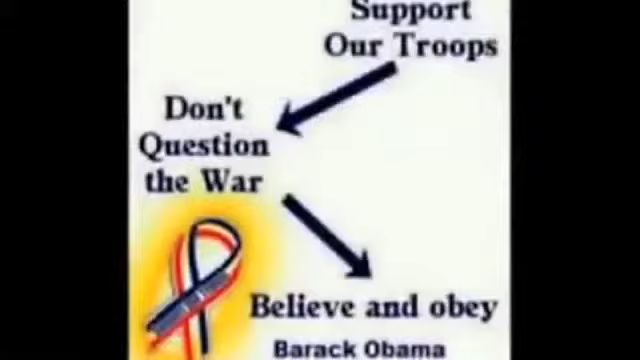 Support
Our Troops
Don't
Question
the War
Believe and obey
Barack Obama